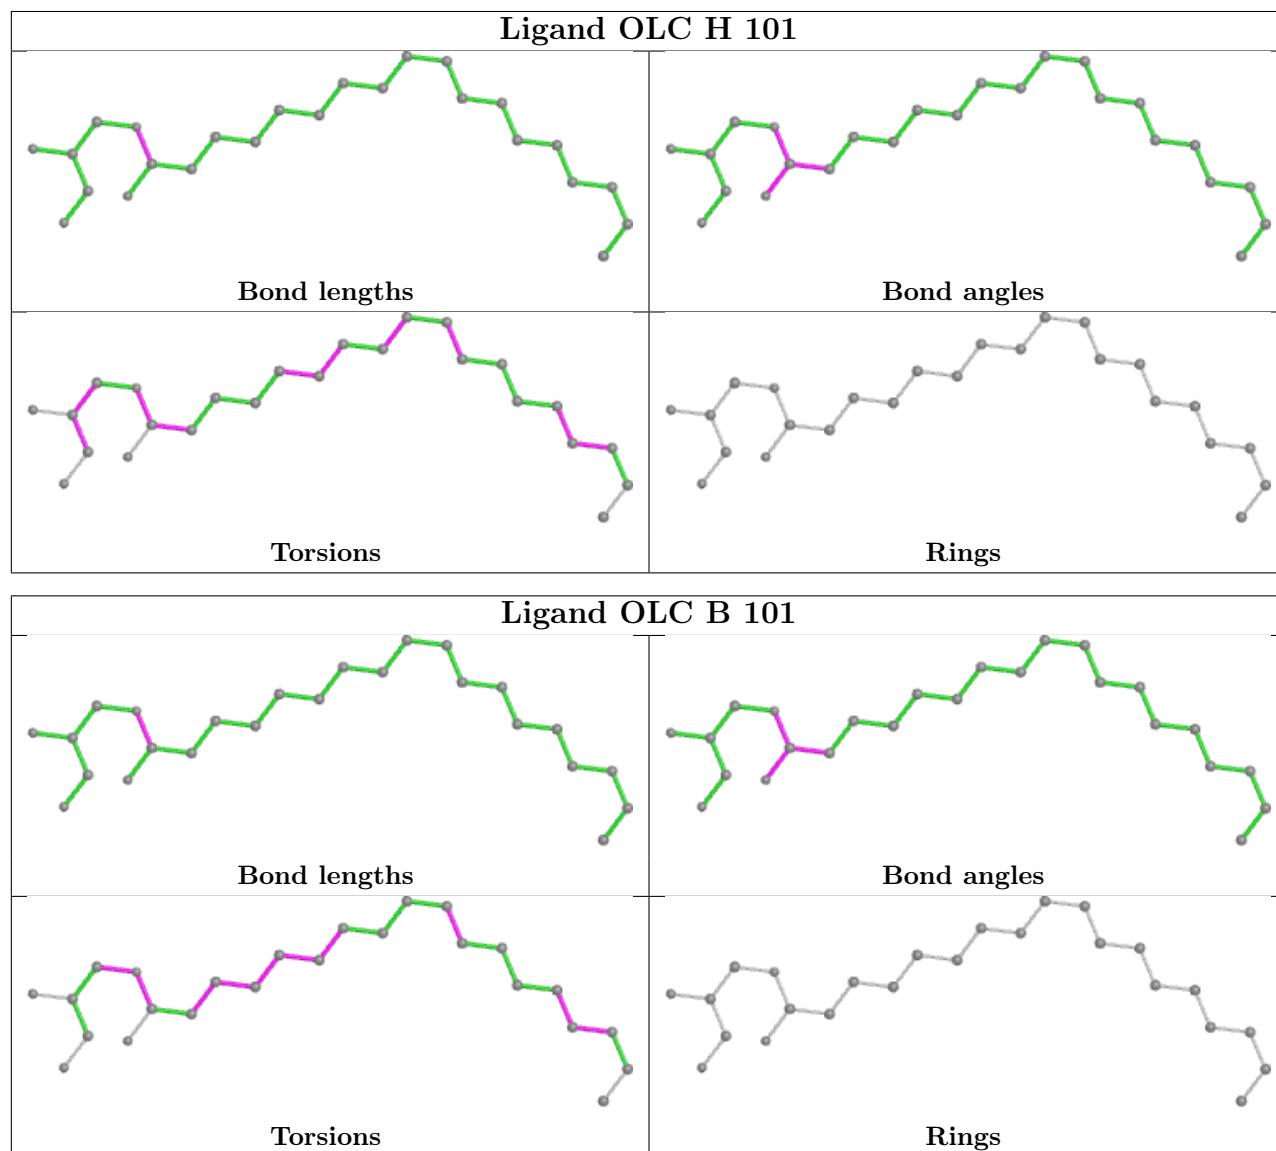 Ligand OLC H 101
Bond lengths
Bond angles
Torsions
Rings
Ligand OLC B 101
Bond lengths
Bond angles
Torsions
Rings